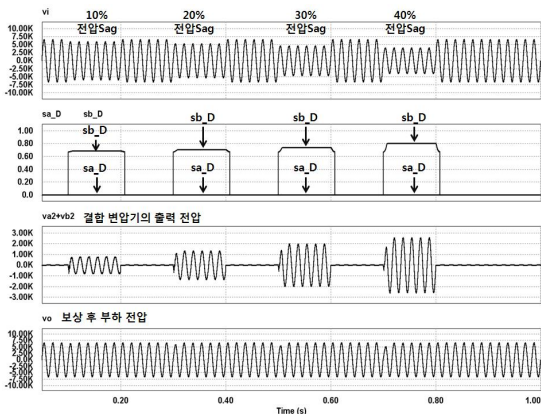 vi
10% 20% 30% 40%
전압Sag 전압Sag 전압Sag 전압Sag
10.00K
7.50K
5.00K
2.50K
0.00K
-2.50K
-5.00K
-7.50K
-10.00K
sa_D sb_D
sb_D sb_D sb_D sb_D
1.00
0.80
0.60
0.40
0.20
0.0
sa_D sa_D sa_D sa_D
va2+vb2 결합 변압기의 출력 전압
3.00K
2.00K
1.00K
0.00K
-1.00K
-2.00K
-3.00K
vo 보상 후 부하 전압
10.00K
7.50K
5.00K
2.50K
0.00K
-2.50K
-5.00K
-7.50K
-10.00K
0.20 0.40 0.60 0.80 1.00
Time (s)